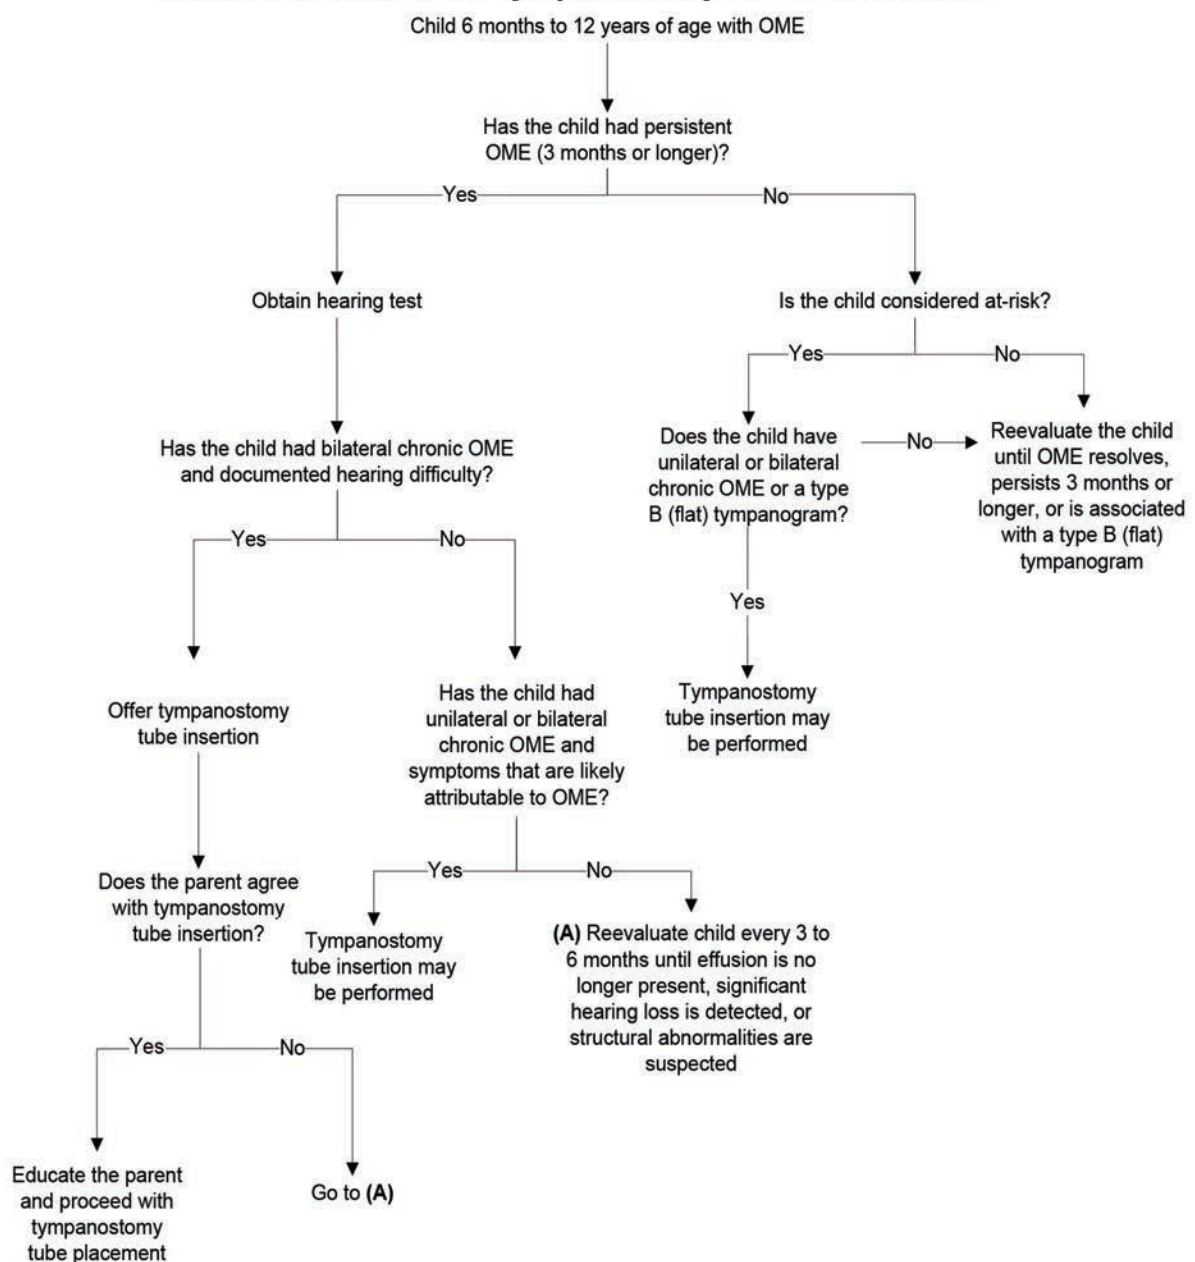 Child 6 months to 12 years of age with OME
Has the child had persistent
OME (3 months or longer)?
Yes
No
Obtain hearing test
Is the child considered at-risk?
Yes
No
Has the child had bilateral chronic OME
and documented hearing difficulty?
Does the child have
unilateral or bilateral
chronic OME or a type
B (flat) tympanogram?
No
Reevaluate the child
until OME resolves,
persists 3 months or
longer, or is associated
with a type B (flat)
tympanogram
Yes
No
Yes
Offer tympanostomy
tube insertion
Has the child had
unilateral or bilateral
chronic OME and
symptoms that are likely
attributable to OME?
Tympanostomy
tube insertion may
be performed
Does the parent agree
with tympanostomy
tube insertion?
Yes
No
Tympanostomy
tube insertion may
be performed
(A) Reevaluate child every 3 to
6 months until effusion is no
longer present, significant
hearing loss is detected, or
structural abnormalities are
suspected
Yes
No
Educate the parent
and proceed with
tympanostomy
tube placement
Go to (A)